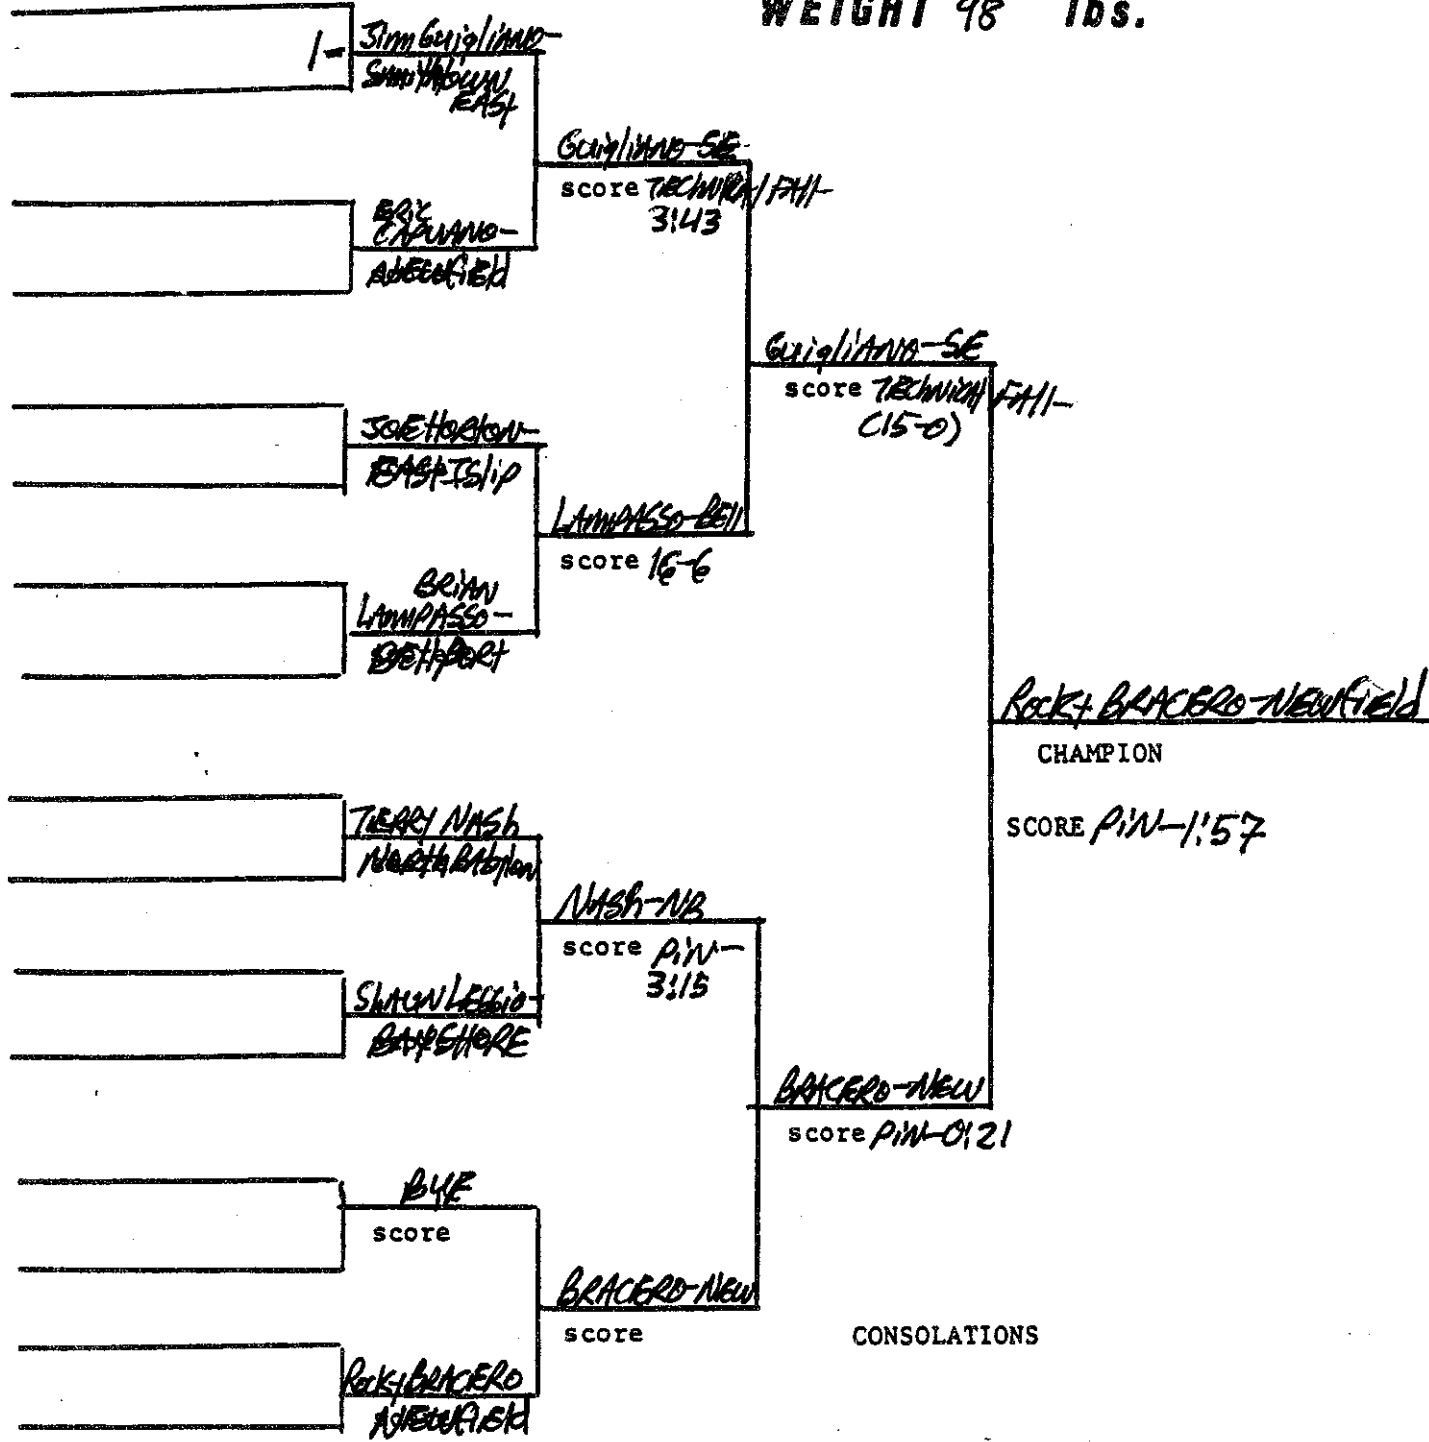 WEIGHT 98 lbs.
1- Jim Guigliano-
Smithtown
East
Guigliano-SE
score Technical Fall-
3:43
Eric
Capuano-
Newfield
Guigliano-SE
score Technical Fall-
(15-0)
Joe Horton-
East Islip
Lampasso-Bell
score 16-6
Brian
Lampasso-
Bellport
Rocky Bracero-Newfield
CHAMPION
SCORE Pin-1:57
Terry Nash
North Babylon
Nash-NB
score Pin-
3:15
Shaun Leggio-
Bayshore
Bracero-New
score Pin-0:21
Bye
score
Bracero-New
score
CONSOLATIONS
Rocky Bracero
Newfield